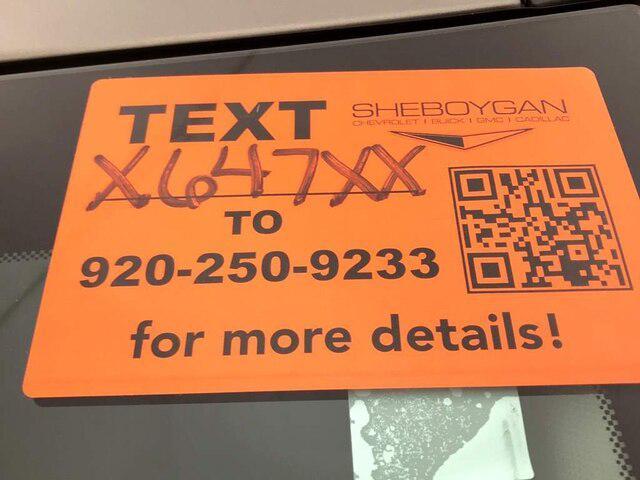 TEXT
SHEBOYGAN
CHEVROLET | BUICK | GMC | CADILLAC
X647XX
TO
920-250-9233
for more details!